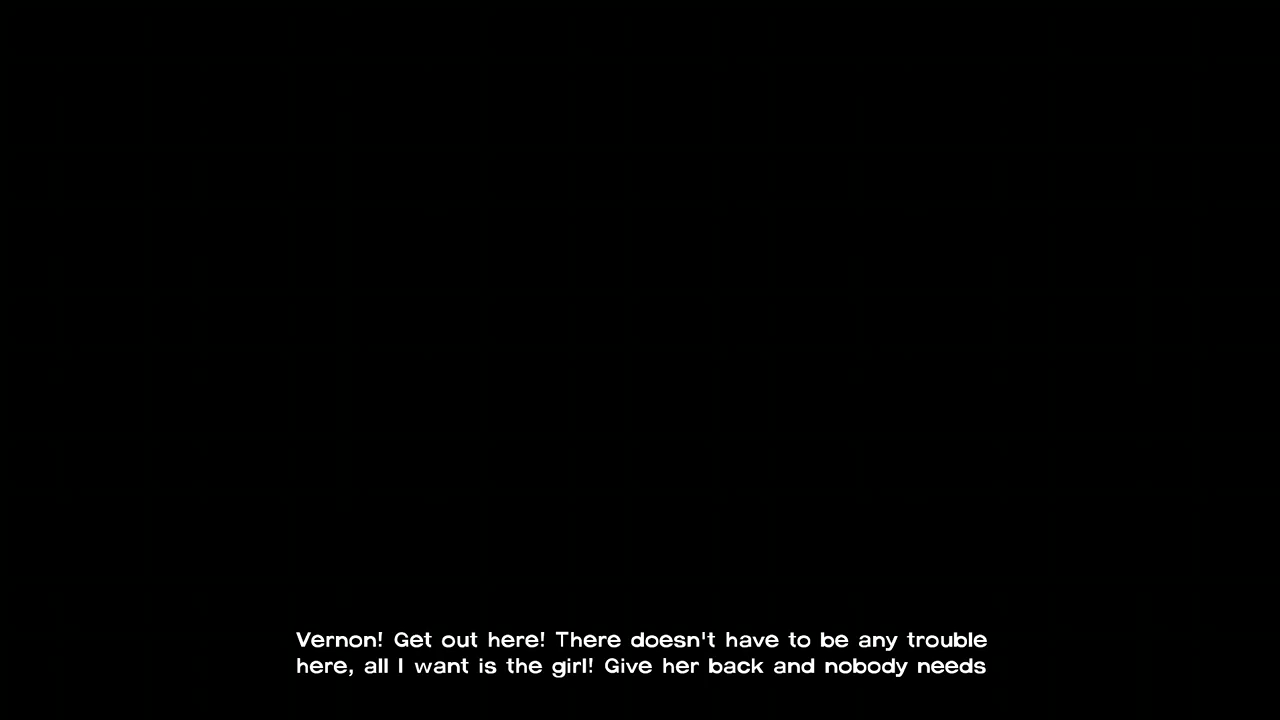 Vernon! Get out here! There doesn't have to be any trouble
here, all I want is the girl! Give her back and nobody needs